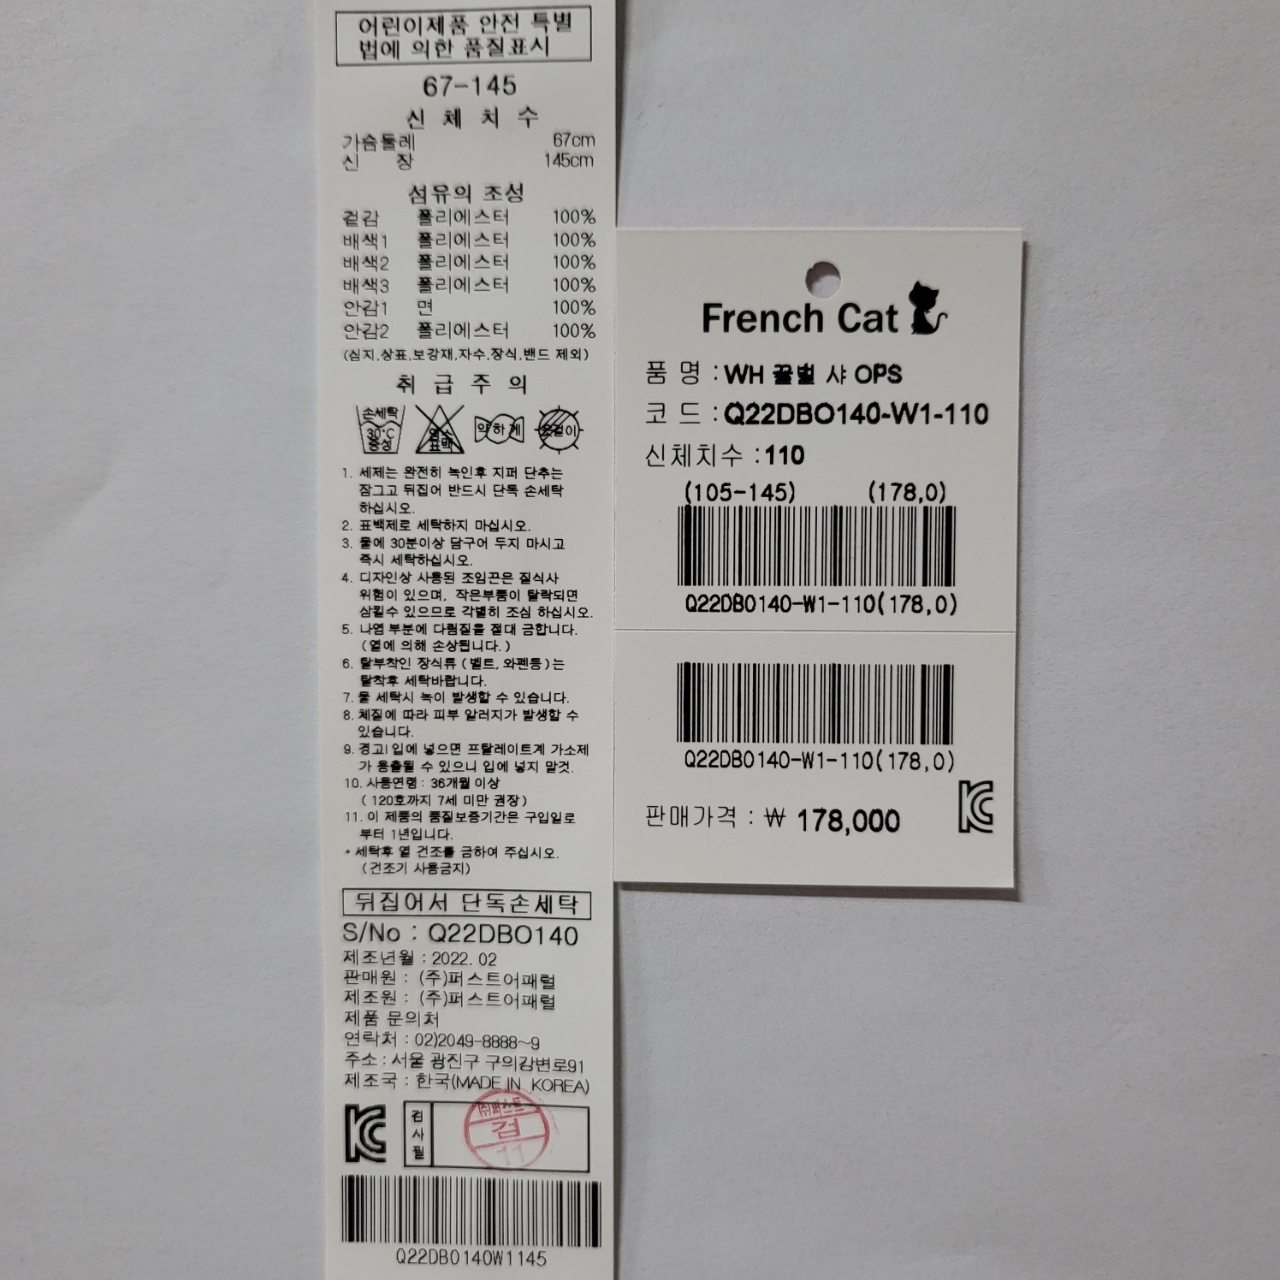 어린이제품 안전 특별
법에 의한 품질표시
67-145
신 체 치 수
가슴둘레 67cm
신 장 145cm
섬유의 조성
겉감 폴리에스터 100%
배색1 폴리에스터 100%
배색2 폴리에스터 100%
배색3 폴리에스터 100%
안감1 면 100%
안감2 폴리에스터 100%
(심지,상표,보강재,자수,장식,밴드 제외)
취 급 주 의
손세탁
30°C
중성
염소
표백
약하게
옷걸이
1. 세제는 완전히 녹인후 지퍼 단추는
잠그고 뒤집어 반드시 단독 손세탁
하십시오.
2. 표백제로 세탁하지 마십시오.
3. 물에 30분이상 담구어 두지 마시고
즉시 세탁하십시오.
4. 디자인상 사용된 조임끈은 질식사
위험이 있으며, 작은부품이 탈락되면
삼킬수 있으므로 각별히 조심 하십시오.
5. 나염 부분에 다림질을 절대 금합니다.
(열에 의해 손상됩니다.)
6. 탈부착인 장식류 (벨트, 와펜등)는
탈착후 세탁바랍니다.
7. 물 세탁시 녹이 발생할 수 있습니다.
8. 체질에 따라 피부 알러지가 발생할 수
있습니다.
9. 경고! 입에 넣으면 프탈레이트계 가소제
가 용출될 수 있으니 입에 넣지 말것.
10. 사용연령 : 36개월 이상
( 120호까지 7세 미만 권장)
11. 이 제품의 품질보증기간은 구입일로
부터 1년입니다.
* 세탁후 열 건조를 금하여 주십시오.
(건조기 사용금지)
뒤집어서 단독손세탁
S/No : Q22DBO140
제조년월 : 2022. 02
판매원 : (주)퍼스트어패럴
제조원 : (주)퍼스트어패럴
제품 문의처
연락처 : 02)2049-8888~9
주소 : 서울 광진구 구의강변로91
제조국 : 한국(MADE IN KOREA)
KC
검사필
(주)퍼스트
검
11
Q22DBO140W1145
French Cat
품 명 : WH 꿀벌 샤 OPS
코 드 : Q22DBO140-W1-110
신체치수 : 110
(105-145) (178,0)
Q22DBO140-W1-110(178,0)
Q22DBO140-W1-110(178,0)
판매가격 : ₩ 178,000
KC